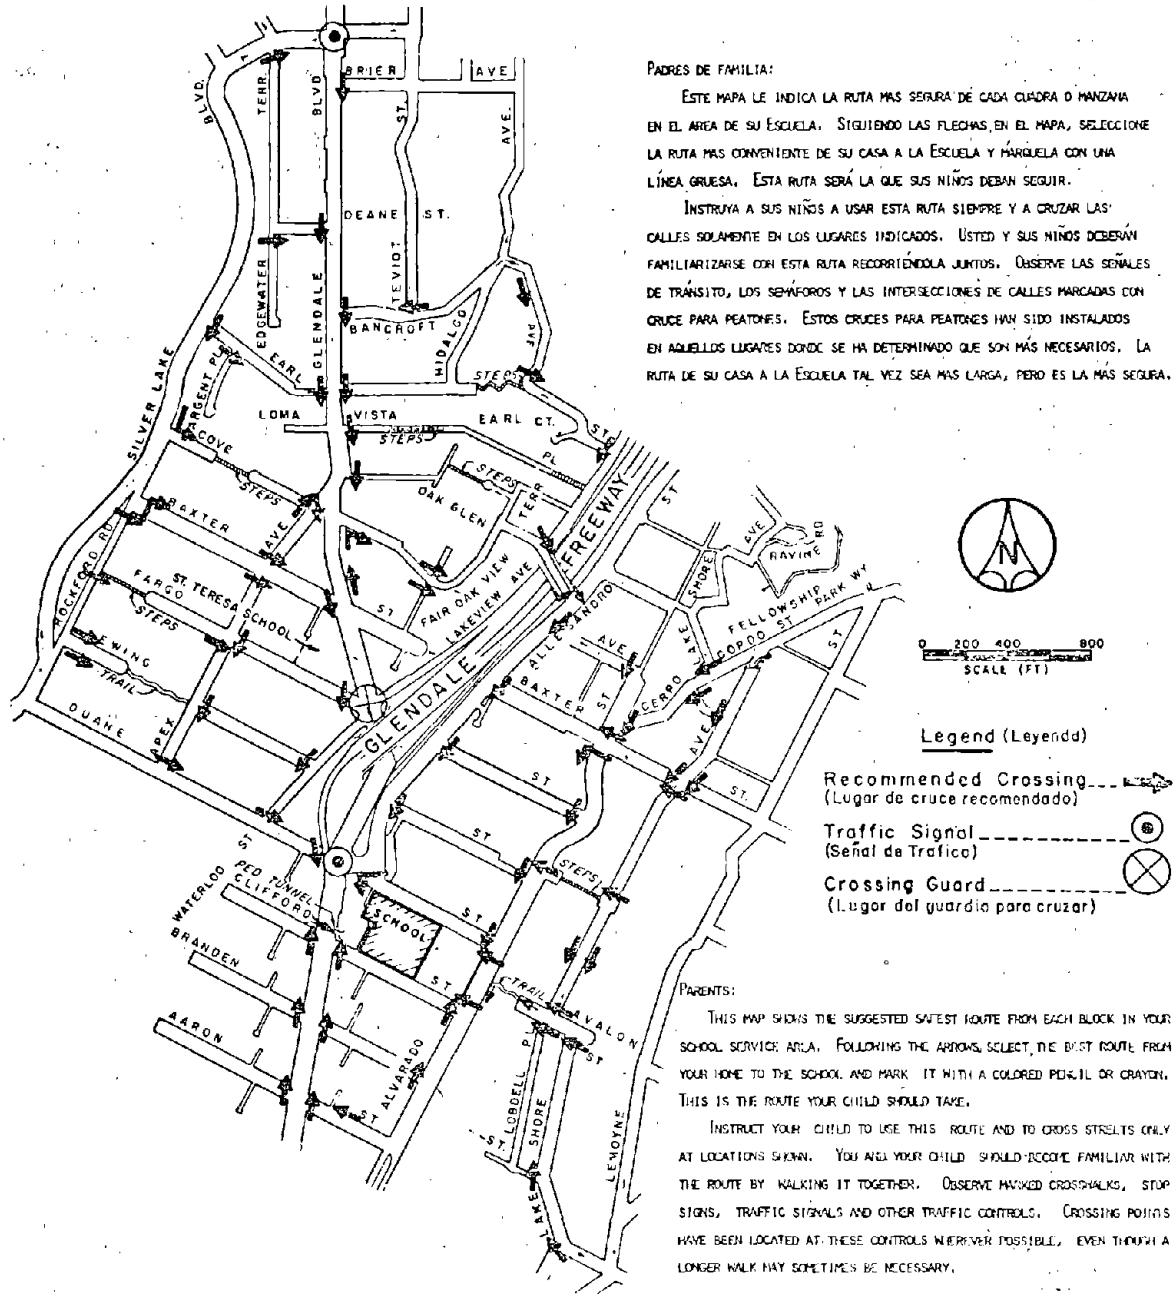 PADRES DE FAMILIA:
ESTE MAPA LE INDICA LA RUTA MAS SEGURA DE CADA CUADRA O MANZANA
EN EL AREA DE SU ESCUELA. SIGUIENDO LAS FLECHAS EN EL MAPA, SELECCIONE
LA RUTA MAS CONVENIENTE DE SU CASA A LA ESCUELA Y MÁRQUELA CON UNA
LÍNEA GRUESA. ESTA RUTA SERÁ LA QUE SUS NIÑOS DEBAN SEGUIR.
INSTRUYA A SUS NIÑOS A USAR ESTA RUTA SIEMPRE Y A CRUZAR LAS
CALLES SOLAMENTE EN LOS LUGARES INDICADOS. USTED Y SUS NIÑOS DEBERÁN
FAMILIARIZARSE CON ESTA RUTA RECORRIÉNDOLA JUNTOS. OBSERVE LAS SEÑALES
DE TRÁNSITO, LOS SEMÁFOROS Y LAS INTERSECCIONES DE CALLES MARCADAS CON
CRUCE PARA PEATONES. ESTOS CRUCES PARA PEATONES HAN SIDO INSTALADOS
EN AQUELLOS LUGARES DONDE SE HA DETERMINADO QUE SON MÁS NECESARIOS. LA
RUTA DE SU CASA A LA ESCUELA TAL VEZ SEA MAS LARGA, PERO ES LA MÁS SEGURA.
BLVD.
TERR.
BLVD
BRIER AVE
ST.
AVE.
DEANE ST.
EDGEWATER
GLENDALE
TEVIOT
BANCROFT
HIDALGO
AVE
SILVER LAKE
ARGENT PL
EARL
STEPS
ST
LOMA VISTA
EARL CT.
PL
STEPS
COVE
STEPS
AVE
OAK GLEN
STEPS
TERR
FREEWAY
ST
BAXTER
ST
ROCKFORD RD
FARGO
ST. TERESA SCHOOL
STEPS
FAIR OAK VIEW
LAKEVIEW AVE
SHORE
AVE
RAVINE RD
FELLOWSHIP
PARK WY
EWING
TRAIL
DUANE
APEX
GLENDALE
ALLESANDRO
AVE
BAXTER
ST
CERRO GORDO ST
LAKE
ST
AVE
ST.
N
0 200 400 800
SCALE (FT)
Legend (Leyenda)
Recommended Crossing
(Lugar de cruce recomendado)
Traffic Signal
(Señal de Trafico)
Crossing Guard
(Lugar del guardia para cruzar)
ST
ST
STEPS
ST
WATERLOO
PED TUNNEL
CLIFFORD
SCHOOL
ST
ST
BRANDEN
AARON
ST
ALVARADO
TRAIL
AVALON
ST
LOBDELL PL
ST.
SHORE
LAKE
LEMOYNE
PARENTS:
THIS MAP SHOWS THE SUGGESTED SAFEST ROUTE FROM EACH BLOCK IN YOUR
SCHOOL SERVICE AREA. FOLLOWING THE ARROWS, SELECT THE BEST ROUTE FROM
YOUR HOME TO THE SCHOOL AND MARK IT WITH A COLORED PENCIL OR CRAYON.
THIS IS THE ROUTE YOUR CHILD SHOULD TAKE.
INSTRUCT YOUR CHILD TO USE THIS ROUTE AND TO CROSS STREETS ONLY
AT LOCATIONS SHOWN. YOU AND YOUR CHILD SHOULD BECOME FAMILIAR WITH
THE ROUTE BY WALKING IT TOGETHER. OBSERVE MARKED CROSSWALKS, STOP
SIGNS, TRAFFIC SIGNALS AND OTHER TRAFFIC CONTROLS. CROSSING POINTS
HAVE BEEN LOCATED AT THESE CONTROLS WHEREVER POSSIBLE, EVEN THOUGH A
LONGER WALK MAY SOMETIMES BE NECESSARY.